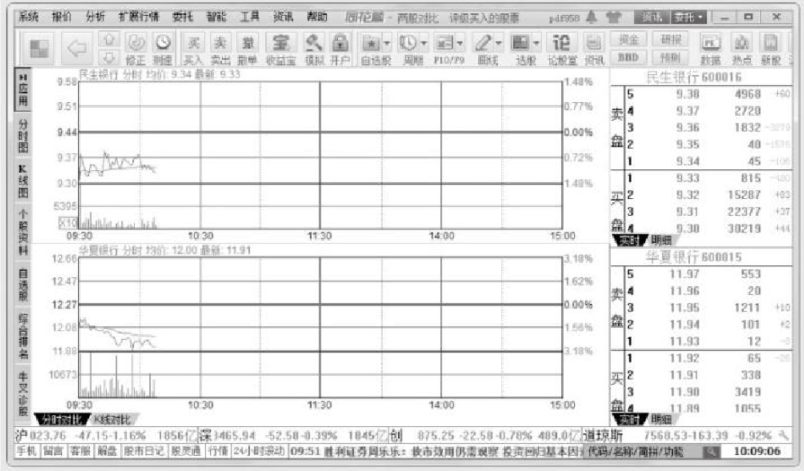 系统 报价 分析 扩展行情 委托 智能 工具 资讯 帮助 同花顺 - 两股对比 评级买入的股票 资讯 委托
修正 测速 买入 卖出 撤单 收益宝 模拟 开户 自选股 周期 F10/F9 画线 选股 论股堂 资讯 资金 BBD 研报 预测 数据 热点 新股
应用
分时图
K线图
个股资料
自选股
综合排名
牛叉诊股
民生银行 分时 均价: 9.34 最新 9.33
9.58 1.48%
9.51 0.77%
9.44 0.00%
9.37 0.72%
9.30 1.48%
5395
X10
09:30 10:30 11:30 14:00 15:00
民生银行 600016
卖盘
5 9.38 4968 +60
4 9.37 2720
3 9.36 1832
2 9.35 40
1 9.34 45
买盘
1 9.33 815
2 9.32 15287 +83
3 9.31 22377 +37
4 9.30 30219 +44
实时 明细
华夏银行 分时 均价: 12.00 最新 11.91
12.66 3.18%
12.47 1.62%
12.27 0.00%
12.08 1.56%
11.88 3.18%
10673
09:30 10:30 11:30 14:00 15:00
华夏银行 600015
卖盘
5 11.97 553
4 11.96 20
3 11.95 1211 +10
2 11.94 101 +2
1 11.93 12
买盘
1 11.92 65
2 11.91 338
3 11.90 3419
4 11.89 1055
分时对比 K线对比 实时 明细
沪 023.76 -47.15 -1.16% 1856亿 深 8465.94 -52.58 -0.39% 1845亿 创 875.25 -22.58 -0.78% 489.0亿 道琼斯 7568.53 -163.39 -0.92%
手机 留言 客服 解盘 股市日记 股灵通 行情 24小时滚动 09:51 胜利证券周乐乐: 救市效用仍需观察 投资回归基本因 代码/名称/简拼/功能 10:09:06